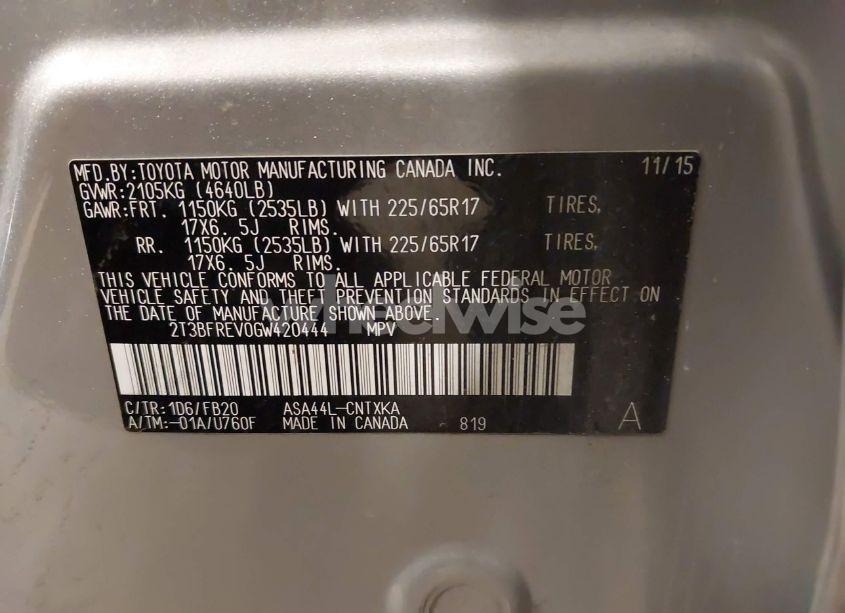 MFD.BY:TOYOTA MOTOR MANUFACTURING CANADA INC. 11/15
GVWR:2105KG (4640LB)
GAWR:FRT. 1150KG (2535LB) WITH 225/65R17 TIRES,
17X6.5J RIMS.
RR. 1150KG (2535LB) WITH 225/65R17 TIRES,
17X6.5J RIMS.
THIS VEHICLE CONFORMS TO ALL APPLICABLE FEDERAL MOTOR
VEHICLE SAFETY AND THEFT PREVENTION STANDARDS IN EFFECT ON
THE DATE OF MANUFACTURE SHOWN ABOVE.
2T3BFREV0GW420444 MPV
wheelwise
C/TR: 1D6/FB20 ASA44L-CNTXKA
A/TM:-01A/U760F MADE IN CANADA 819 A